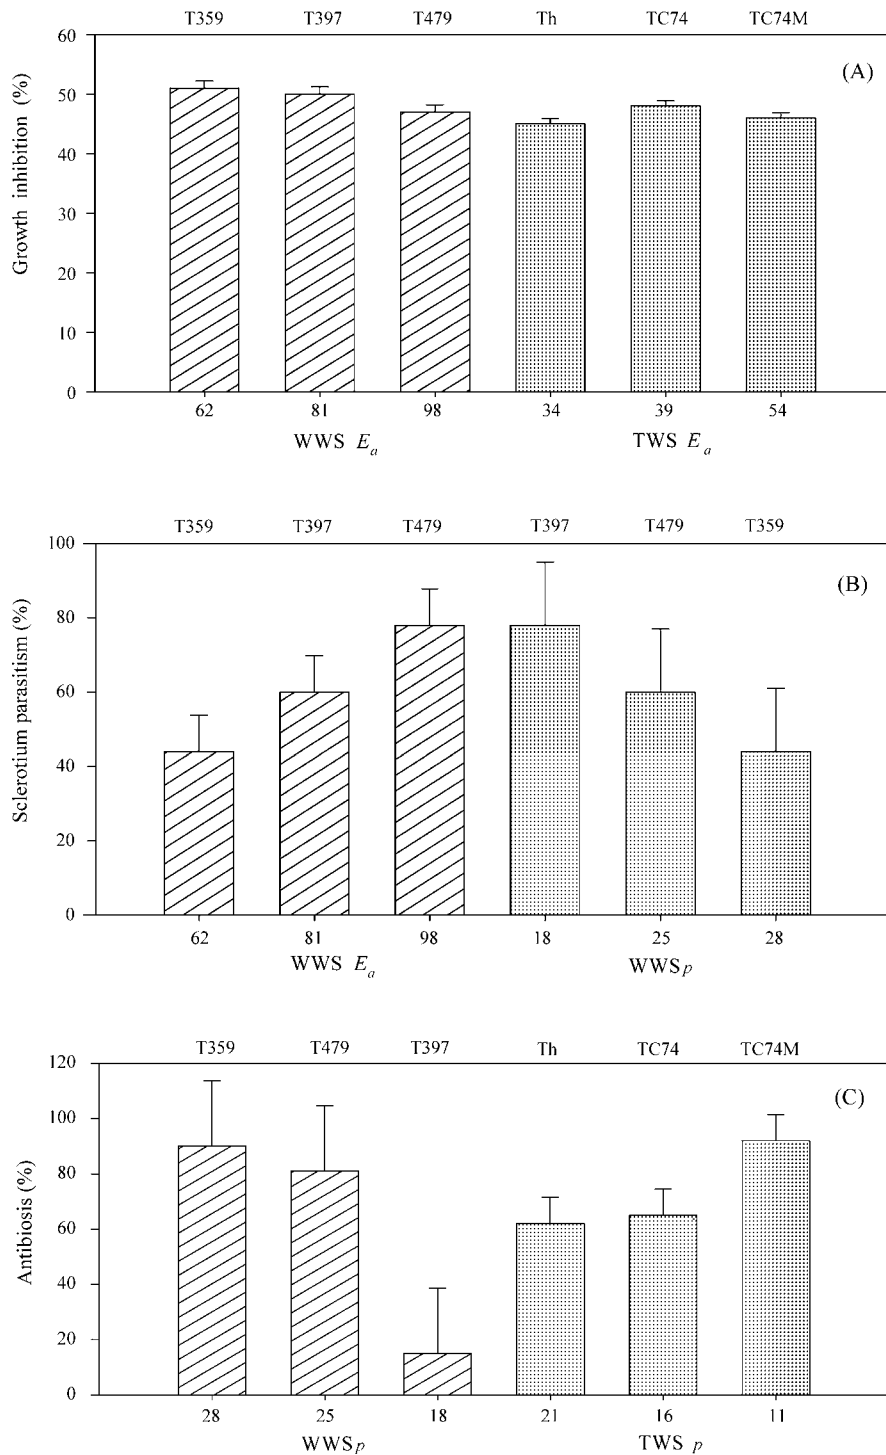 T359 T397 T479 Th TC74 TC74M
60
(A)
50
40
30
20
10
0
Growth inhibition (%)
62 81 98 34 39 54
WWS Ea TWS Ea
T359 T397 T479 T397 T479 T359
100
(B)
80
60
40
20
0
Sclerotium parasitism (%)
62 81 98 18 25 28
WWS Ea WWSp
T359 T479 T397 Th TC74 TC74M
120
(C)
100
80
60
40
20
0
Antibiosis (%)
28 25 18 21 16 11
WWSp TWS p